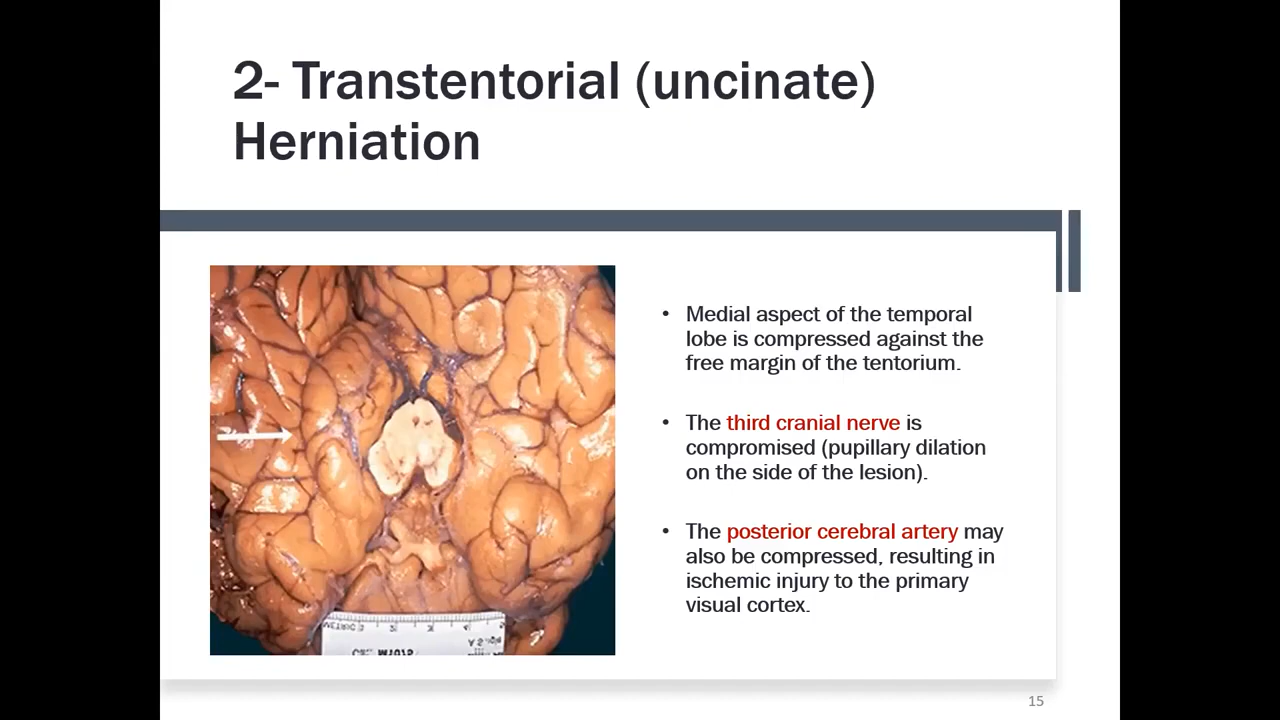 2- Transtentorial (uncinate)
Herniation
• Medial aspect of the temporal
lobe is compressed against the
free margin of the tentorium.
• The third cranial nerve is
compromised (pupillary dilation
on the side of the lesion).
• The posterior cerebral artery may
also be compressed, resulting in
ischemic injury to the primary
visual cortex.
15